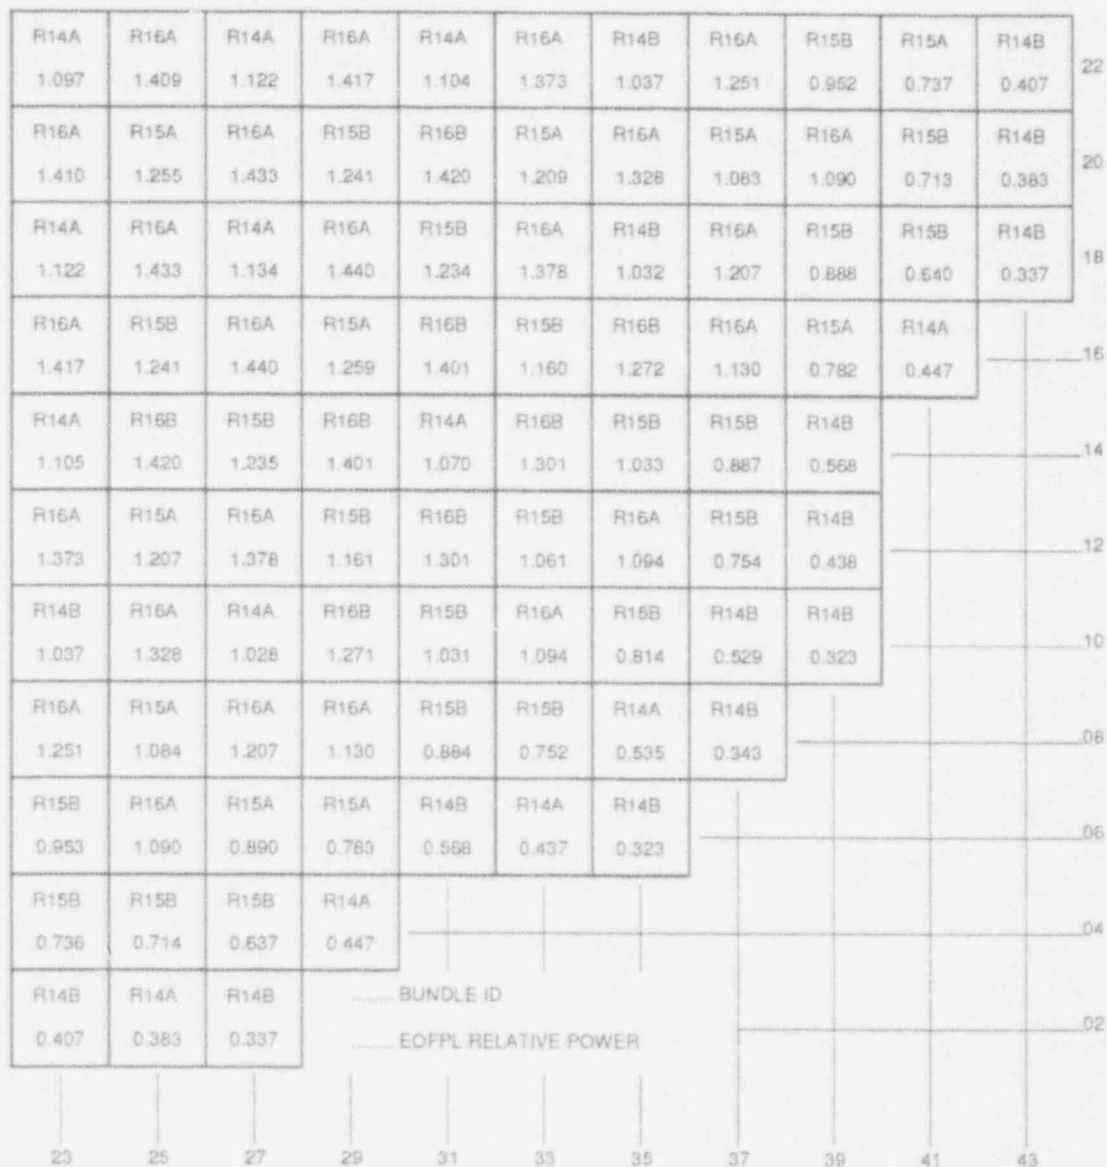 R14A R16A R14A R16A R14A R16A R14B R16A R15B R15A R14B
1.097 1.409 1.122 1.417 1.104 1.373 1.037 1.251 0.952 0.737 0.407 22
R16A R15A R16A R15B R16B R15A R16A R15A R16A R15B R14B
1.410 1.255 1.433 1.241 1.420 1.209 1.328 1.083 1.090 0.713 0.383 20
R14A R16A R14A R16A R15B R16A R14B R16A R15B R15B R14B
1.122 1.433 1.134 1.440 1.234 1.378 1.032 1.207 0.888 0.640 0.337 18
R16A R15B R16A R15A R16B R15B R16B R16A R15A R14A
1.417 1.241 1.440 1.259 1.401 1.160 1.272 1.130 0.782 0.447 16
R14A R16B R15B R16B R14A R16B R15B R15B R14B
1.105 1.420 1.235 1.401 1.070 1.301 1.033 0.887 0.568 14
R16A R15A R16A R15B R16B R15B R16A R15B R14B
1.373 1.207 1.378 1.161 1.301 1.061 1.094 0.754 0.438 12
R14B R16A R14A R16B R15B R16A R15B R14B R14B
1.037 1.328 1.028 1.271 1.031 1.094 0.814 0.529 0.323 10
R16A R15A R16A R16A R15B R15B R14A R14B
1.251 1.084 1.207 1.130 0.884 0.752 0.535 0.343 08
R15B R16A R15A R15A R14B R14A R14B
0.953 1.090 0.890 0.783 0.568 0.437 0.323 06
R15B R15B R15B R14A
0.736 0.714 0.637 0.447 04
R14B R14A R14B ........BUNDLE ID
0.407 0.383 0.337 ........EOFPL RELATIVE POWER 02
23 25 27 29 31 33 35 37 39 41 43